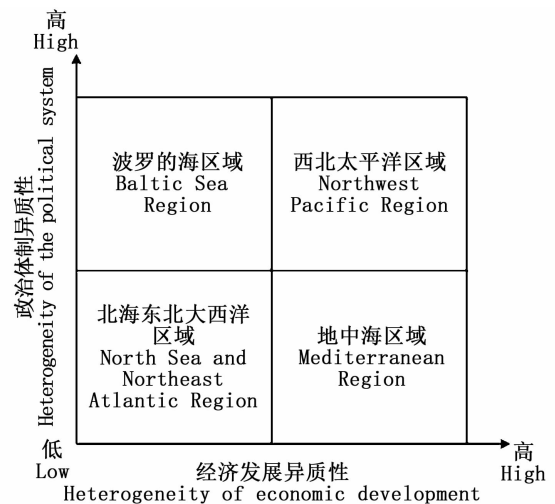 高
High
政治体制异质性
Heterogeneity of the political system
波罗的海区域
Baltic Sea
Region
西北太平洋区域
Northwest
Pacific Region
北海东北大西洋
区域
North Sea and
Northeast
Atlantic Region
地中海区域
Mediterranean
Region
低
Low
高
High
经济发展异质性
Heterogeneity of economic development